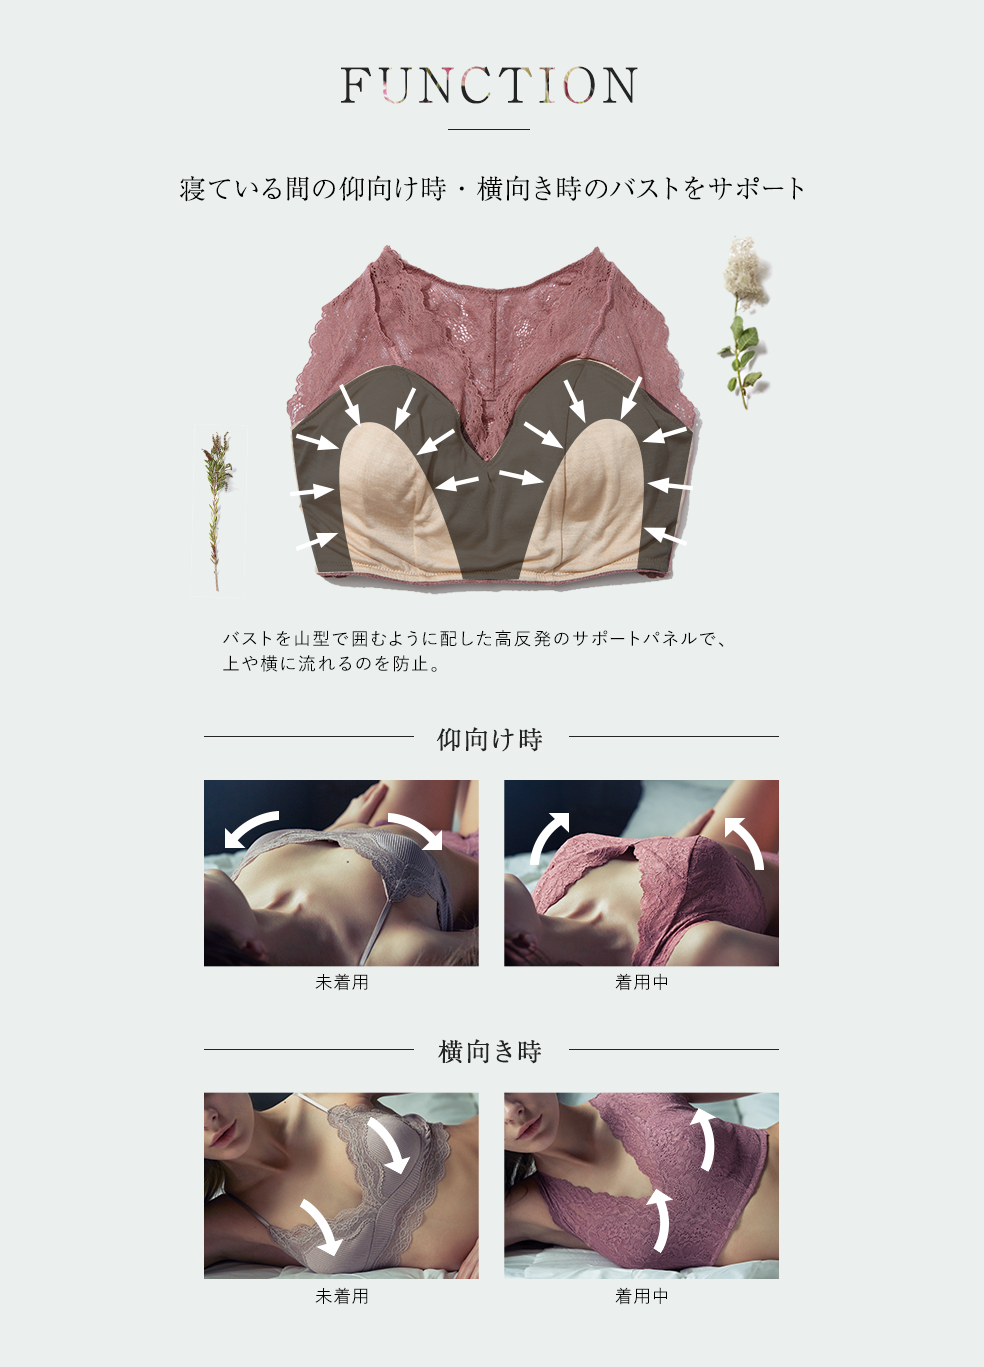 FUNCTION
寝ている間の仰向け時・横向き時のバストをサポート
バストを山型で囲むように配した高反発のサポートパネルで、
上や横に流れるのを防止。
仰向け時
未着用
着用中
横向き時
未着用
着用中